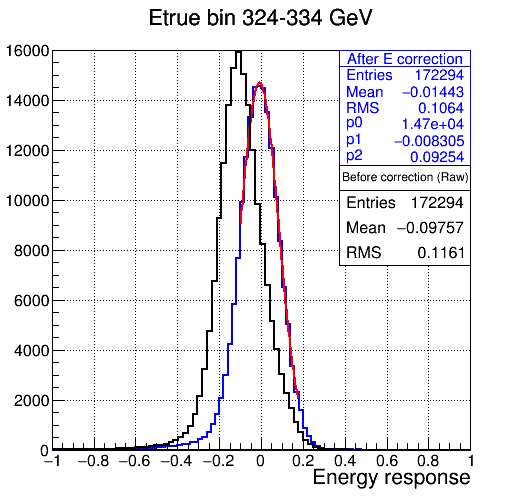 Etrue bin 324-334 GeV
After E correction
Entries 172294
Mean −0.01443
RMS 0.1064
p0 1.47e+04
p1 −0.008305
p2 0.09254
Before correction (Raw)
Entries 172294
Mean −0.09757
RMS 0.1161
16000
14000
12000
10000
8000
6000
4000
2000
0
−1 −0.8 −0.6 −0.4 −0.2 0 0.2 0.4 0.6 0.8 1
Energy response